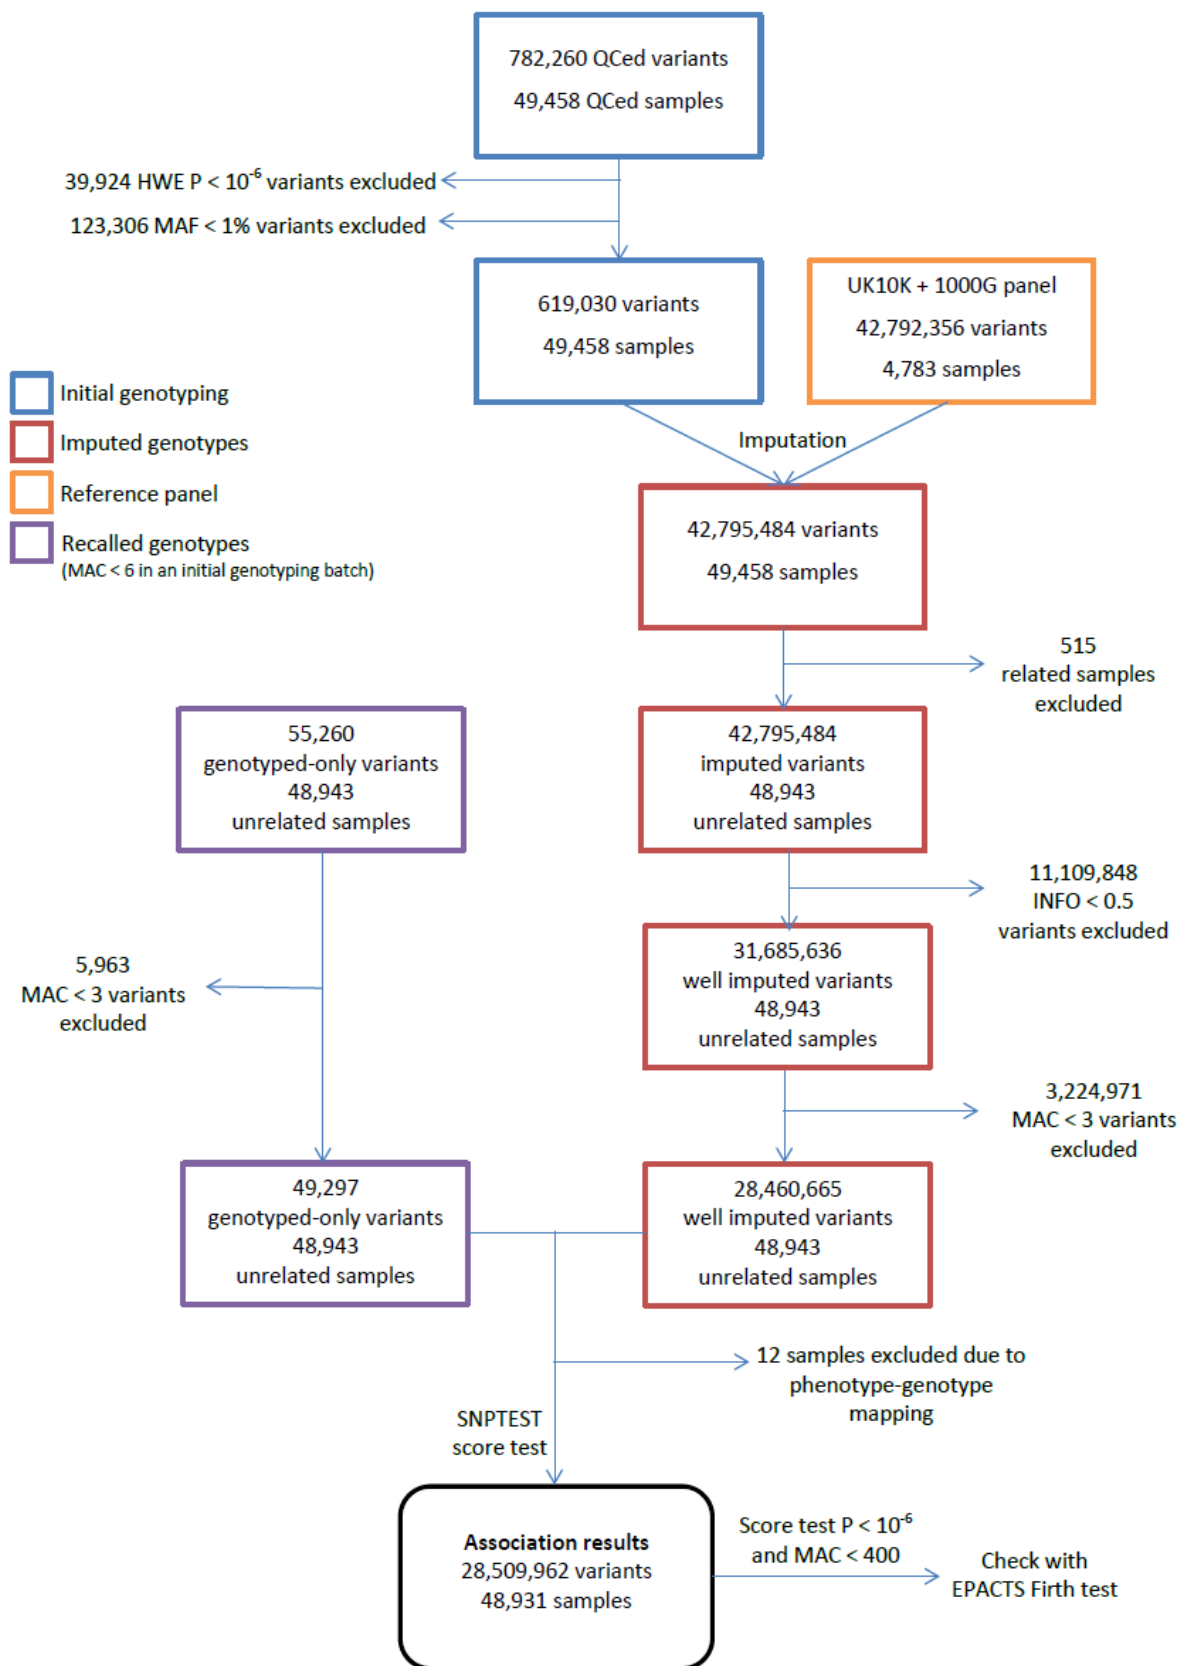 782,260 QCed variants
49,458 QCed samples
39,924 HWE P < 10⁻⁶ variants excluded
123,306 MAF < 1% variants excluded
619,030 variants
49,458 samples
UK10K + 1000G panel
42,792,356 variants
4,783 samples
Initial genotyping
Imputed genotypes
Reference panel
Recalled genotypes
(MAC < 6 in an initial genotyping batch)
Imputation
42,795,484 variants
49,458 samples
515
related samples
excluded
55,260
genotyped-only variants
48,943
unrelated samples
42,795,484
imputed variants
48,943
unrelated samples
11,109,848
INFO < 0.5
variants excluded
5,963
MAC < 3 variants
excluded
31,685,636
well imputed variants
48,943
unrelated samples
3,224,971
MAC < 3 variants
excluded
49,297
genotyped-only variants
48,943
unrelated samples
28,460,665
well imputed variants
48,943
unrelated samples
12 samples excluded due to
phenotype-genotype
mapping
SNPTEST
score test
Association results
28,509,962 variants
48,931 samples
Score test P < 10⁻⁶
and MAC < 400
Check with
EPACTS Firth test